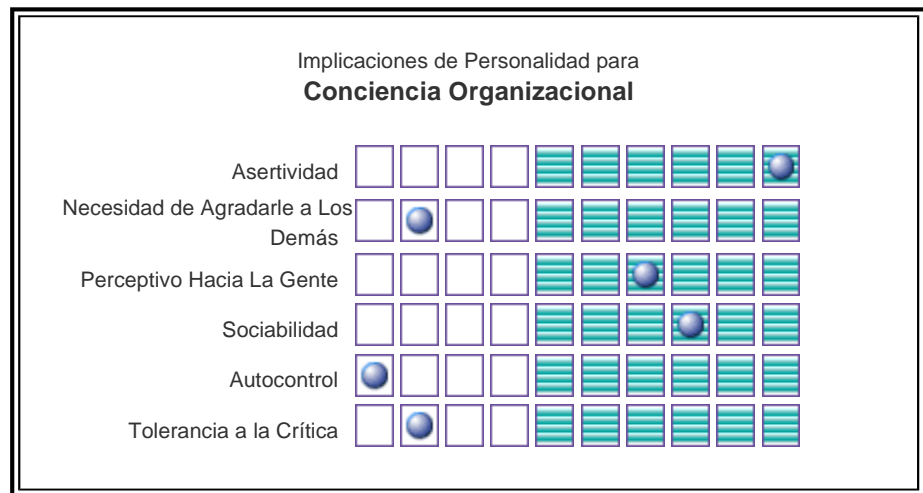 Implicaciones de Personalidad para
Conciencia Organizacional
Asertividad
Necesidad de Agradarle a Los
Demás
Perceptivo Hacia La Gente
Sociabilidad
Autocontrol
Tolerancia a la Crítica